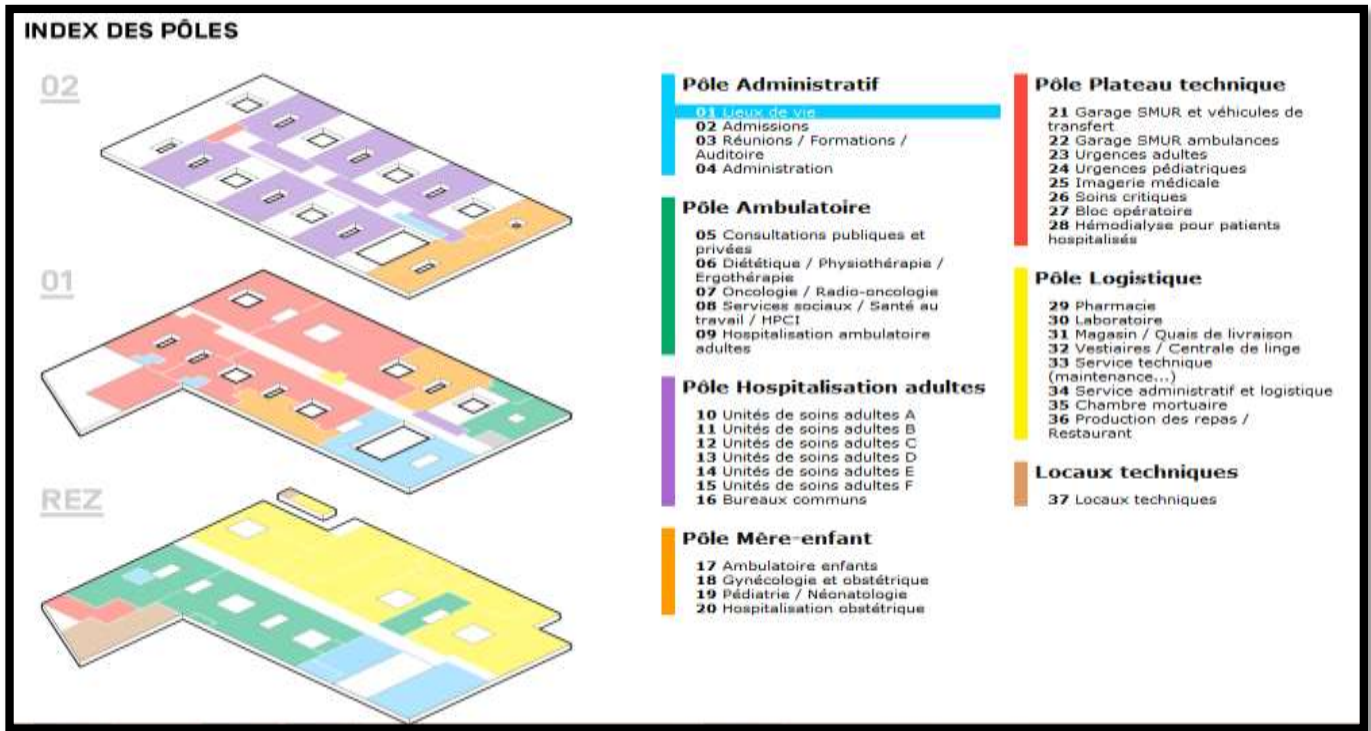 INDEX DES PÔLES
02
01
REZ
Pôle Administratif
01 Lieux de vie
02 Admissions
03 Réunions / Formations /
Auditoire
04 Administration
Pôle Ambulatoire
05 Consultations publiques et
privées
06 Diététique / Physiothérapie /
Ergothérapie
07 Oncologie / Radio-oncologie
08 Services sociaux / Santé au
travail / HPCI
09 Hospitalisation ambulatoire
adultes
Pôle Hospitalisation adultes
10 Unités de soins adultes A
11 Unités de soins adultes B
12 Unités de soins adultes C
13 Unités de soins adultes D
14 Unités de soins adultes E
15 Unités de soins adultes F
16 Bureaux communs
Pôle Mère-enfant
17 Ambulatoire enfants
18 Gynécologie et obstétrique
19 Pédiatrie / Néonatologie
20 Hospitalisation obstétrique
Pôle Plateau technique
21 Garage SMUR et véhicules de
transfert
22 Garage SMUR ambulances
23 Urgences adultes
24 Urgences pédiatriques
25 Imagerie médicale
26 Soins critiques
27 Bloc opératoire
28 Hémodialyse pour patients
hospitalisés
Pôle Logistique
29 Pharmacie
30 Laboratoire
31 Magasin / Quais de livraison
32 Vestiaires / Centrale de linge
33 Service technique
(maintenance...)
34 Service administratif et logistique
35 Chambre mortuaire
36 Production des repas /
Restaurant
Locaux techniques
37 Locaux techniques